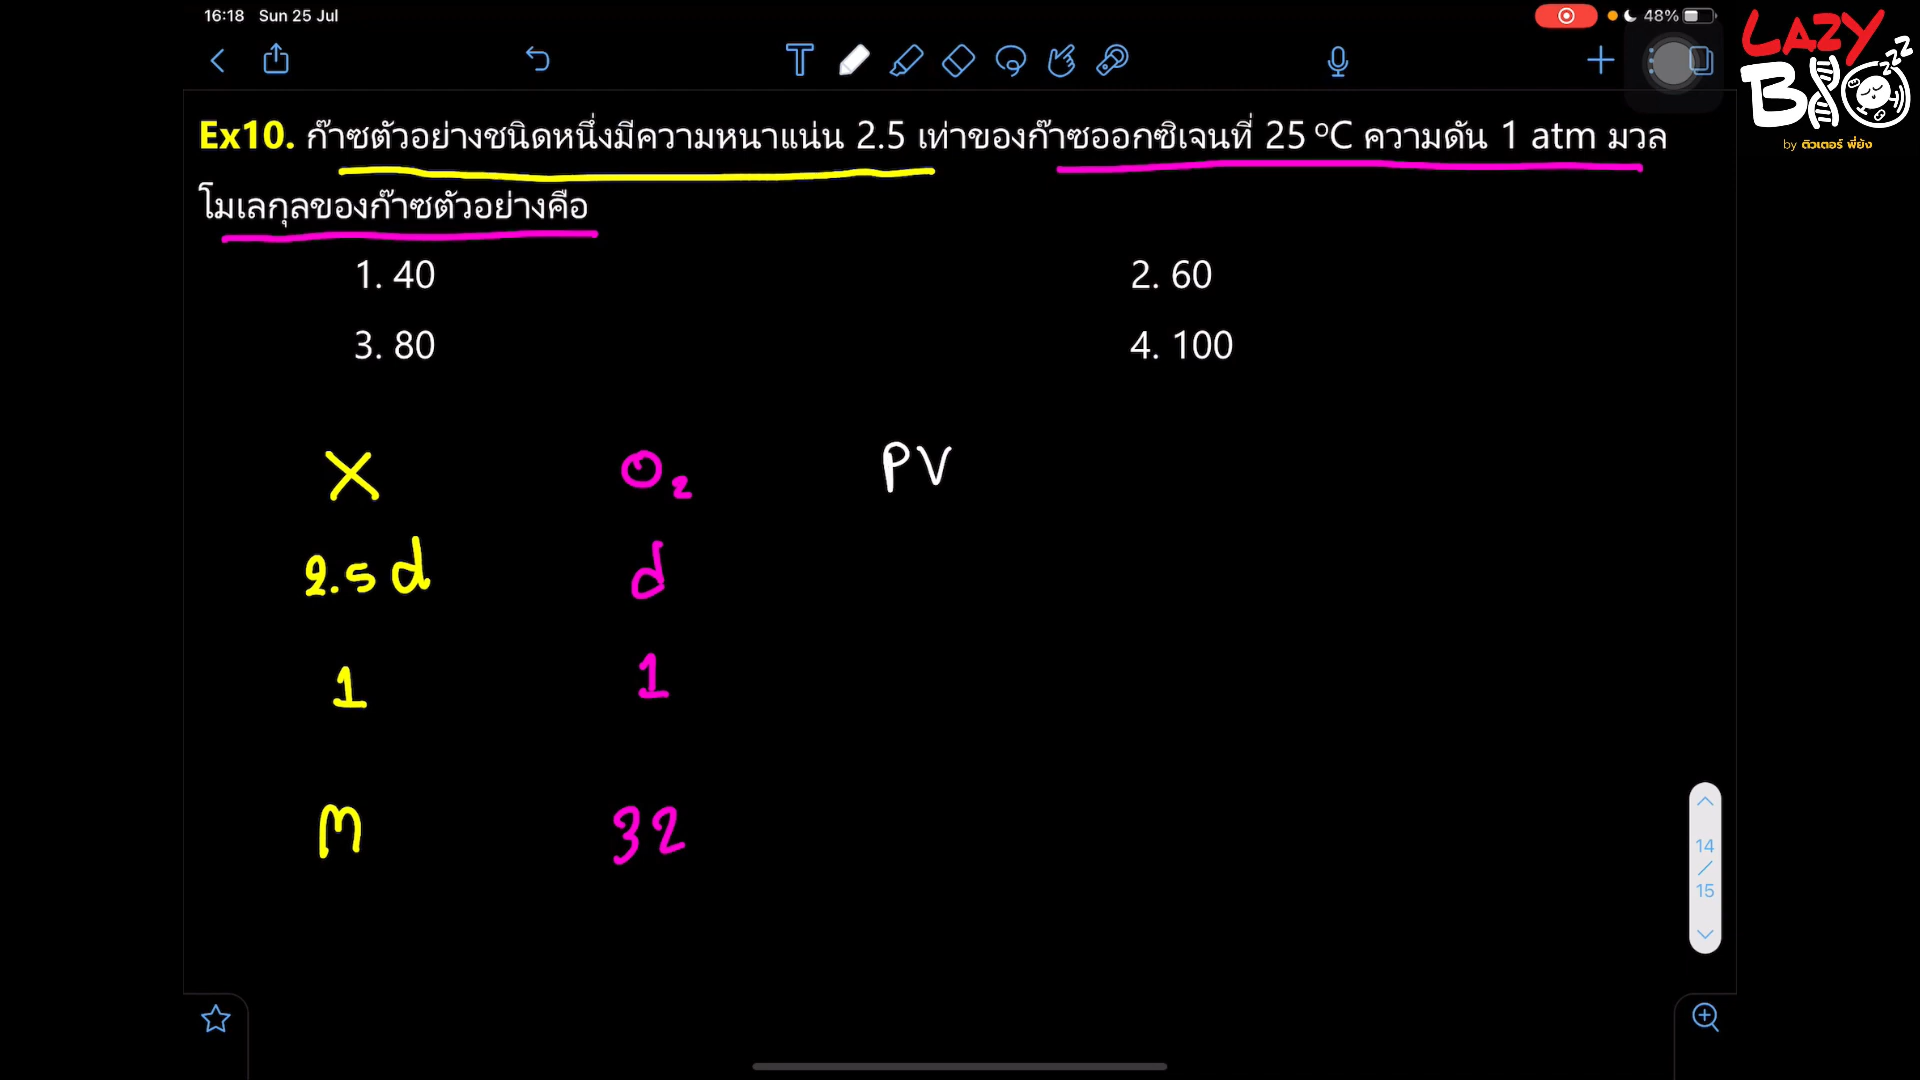 16:18 Sun 25 Jul
48%
LAZY
BIO zzz
by ติวเตอร์ พี่ยัง
Ex10. ก๊าซตัวอย่างชนิดหนึ่งมีความหนาแน่น 2.5 เท่าของก๊าซออกซิเจนที่ 25 ºC ความดัน 1 atm มวล
โมเลกุลของก๊าซตัวอย่างคือ
1. 40 2. 60
3. 80 4. 100
X O₂ PV
2.5 d d
1 1
M 32
14
/
15